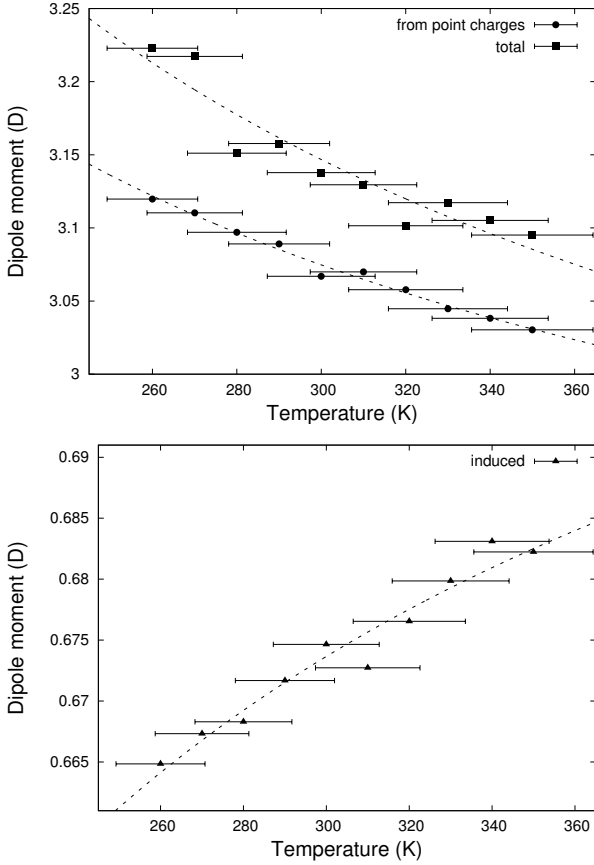 3.25
from point charges
total
3.2
3.15
3.1
3.05
3
Dipole moment (D)
260 280 300 320 340 360
Temperature (K)
0.69
induced
0.685
0.68
0.675
0.67
0.665
Dipole moment (D)
260 280 300 320 340 360
Temperature (K)